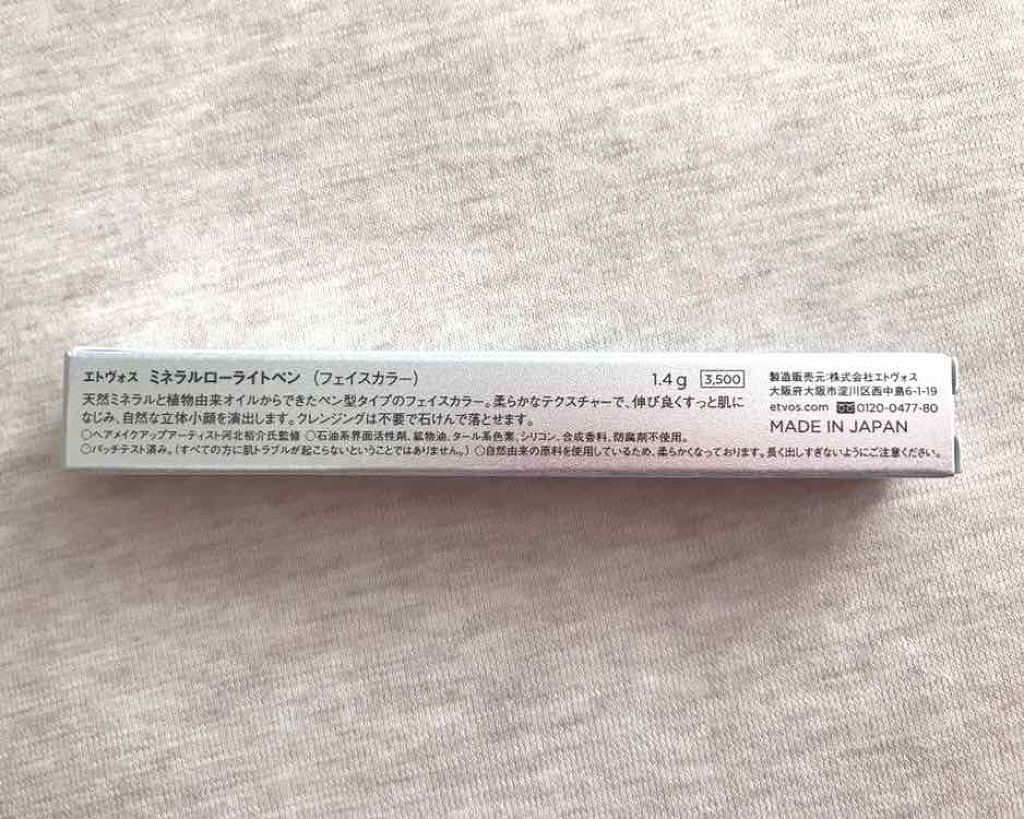 エトヴォス ミネラルローライトペン (フェイスカラー) 1.4g 3,500
天然ミネラルと植物由来オイルからできたペン型タイプのフェイスカラー。柔らかなテクスチャーで、伸び良くすっと肌に
なじみ、自然な立体小顔を演出します。クレンジングは不要で石けんで落とせます。
○ヘアメイクアップアーティスト河北裕介氏監修 ○石油系界面活性剤、鉱物油、タール系色素、シリコン、合成香料、防腐剤不使用。
○パッチテスト済み。(すべての方に肌トラブルが起こらないということではありません。) ○自然由来の原料を使用しているため、柔らかくなっております。長く出しすぎないようにご注意ください。
製造販売元:株式会社エトヴォス
大阪府大阪市淀川区西中島6-1-19
etvos.com 0120-0477-80
MADE IN JAPAN